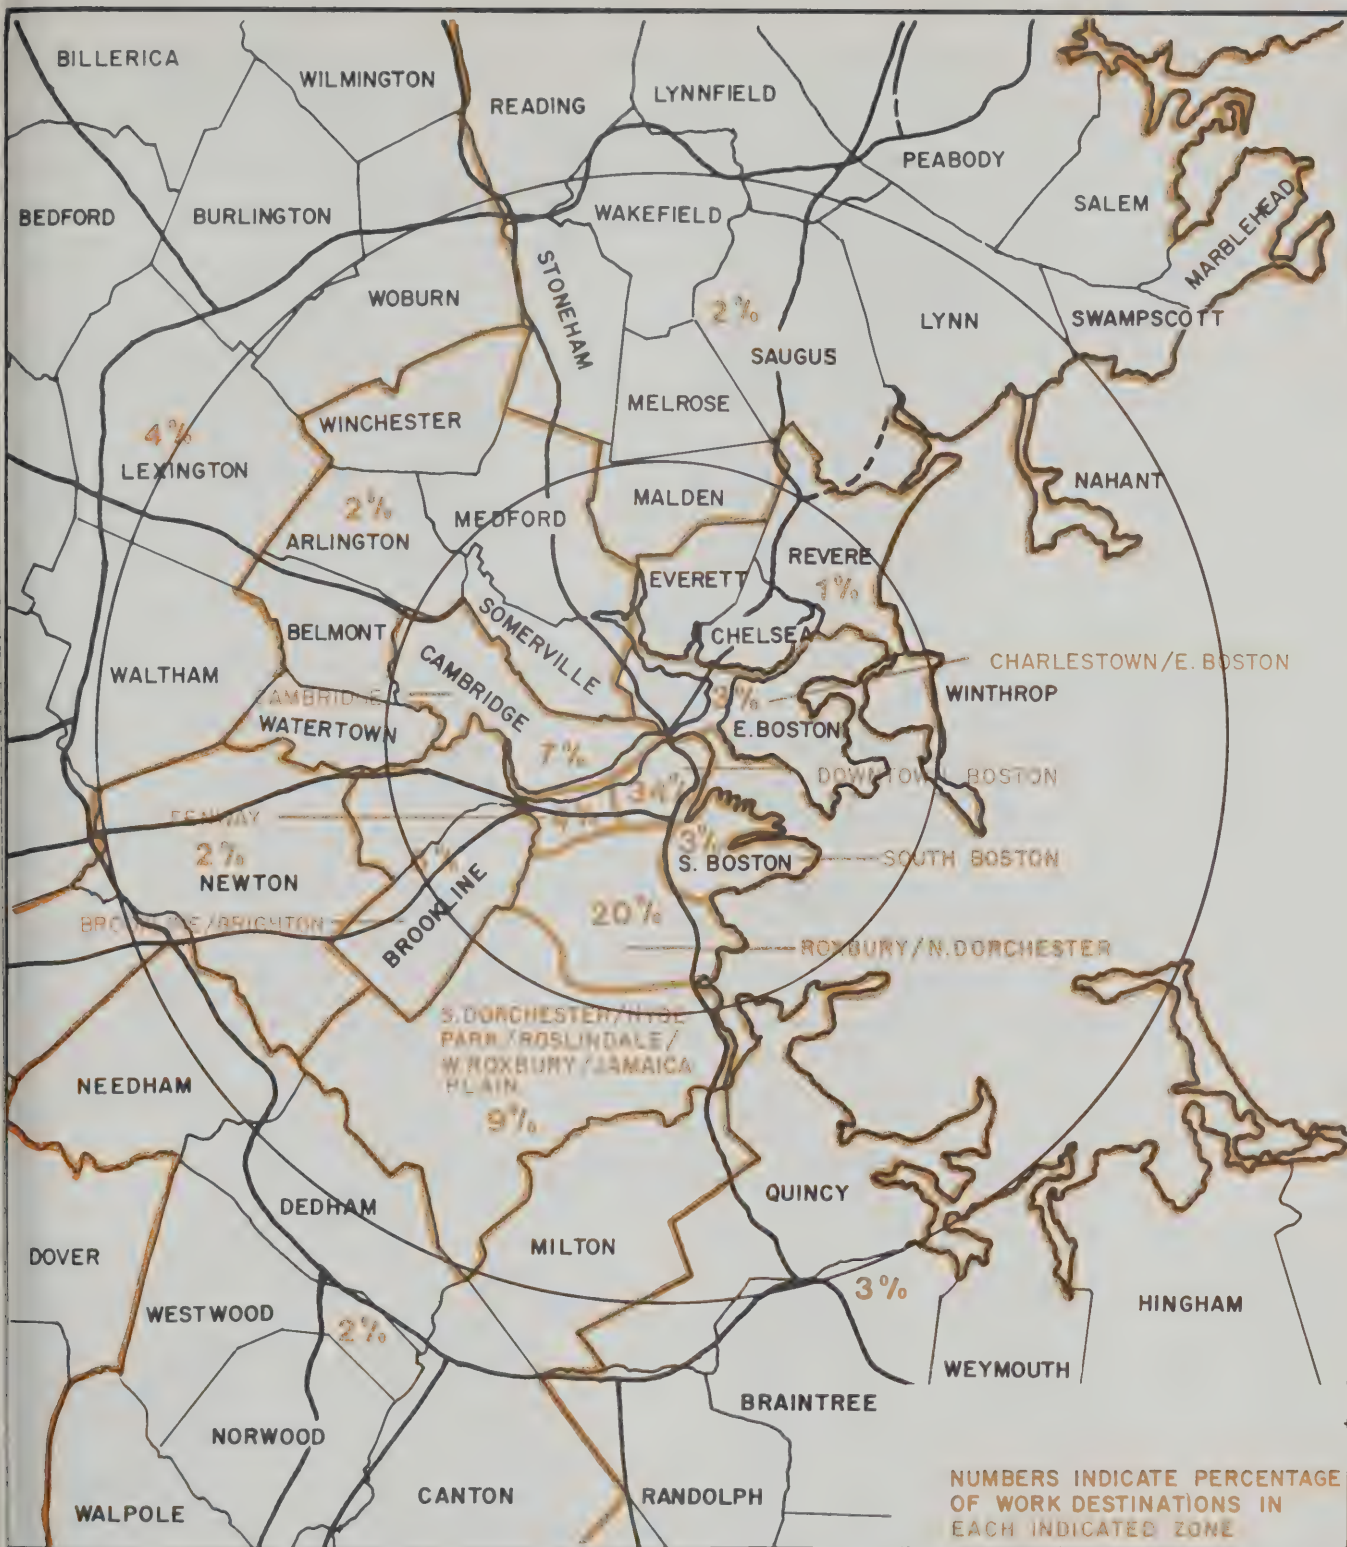 BILLERICA
WILMINGTON
READING
LYNNFIELD
PEABODY
BEDFORD
BURLINGTON
WAKEFIELD
SALEM
MARBLEHEAD
STONEHAM
WOBURN
2%
LYNN
SWAMPSCOTT
SAUGUS
MELROSE
WINCHESTER
4%
LEXINGTON
NAHANT
MALDEN
2%
MEDFORD
ARLINGTON
REVERE
EVERETT
1%
SOMERVILLE
BELMONT
CHELSEA
CAMBRIDGE
CHARLESTOWN/E. BOSTON
WALTHAM
CAMBRIDGE
3%
WINTHROP
WATERTOWN
E. BOSTON
7%
DOWNTOWN BOSTON
34%
FENWAY
3%
2%
NEWTON
S. BOSTON
SOUTH BOSTON
BROOKLINE
20%
BROOKLINE/BRIGHTON
ROXBURY/N. DORCHESTER
S. DORCHESTER/HYDE
PARK/ROSLINDALE/
W. ROXBURY/JAMAICA
PLAIN
9%
NEEDHAM
DEDHAM
QUINCY
DOVER
MILTON
3%
HINGHAM
WESTWOOD
2%
WEYMOUTH
BRAINTREE
NORWOOD
CANTON
RANDOLPH
WALPOLE
NUMBERS INDICATE PERCENTAGE
OF WORK DESTINATIONS IN
EACH INDICATED ZONE